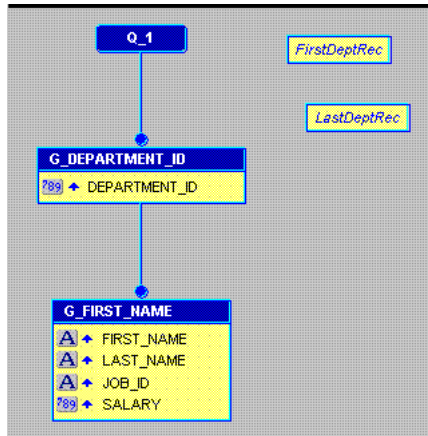 Q_1
FirstDeptRec
LastDeptRec
G_DEPARTMENT_ID
789 DEPARTMENT_ID
G_FIRST_NAME
A FIRST_NAME
A LAST_NAME
A JOB_ID
789 SALARY